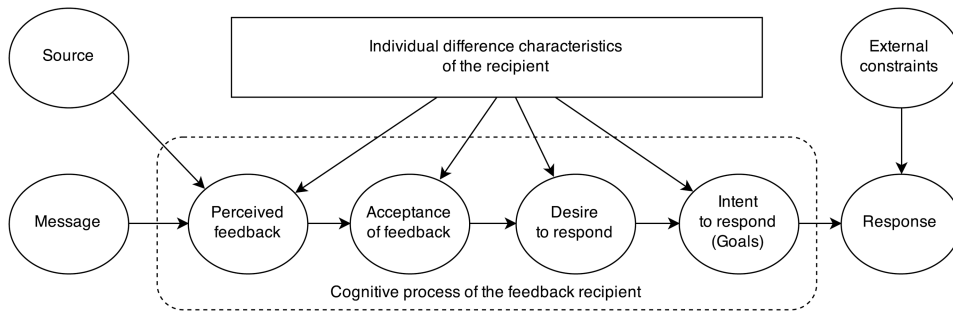 Source
Individual difference characteristics
of the recipient
External
constraints
Message
Perceived
feedback
Acceptance
of feedback
Desire
to respond
Intent
to respond
(Goals)
Response
Cognitive process of the feedback recipient